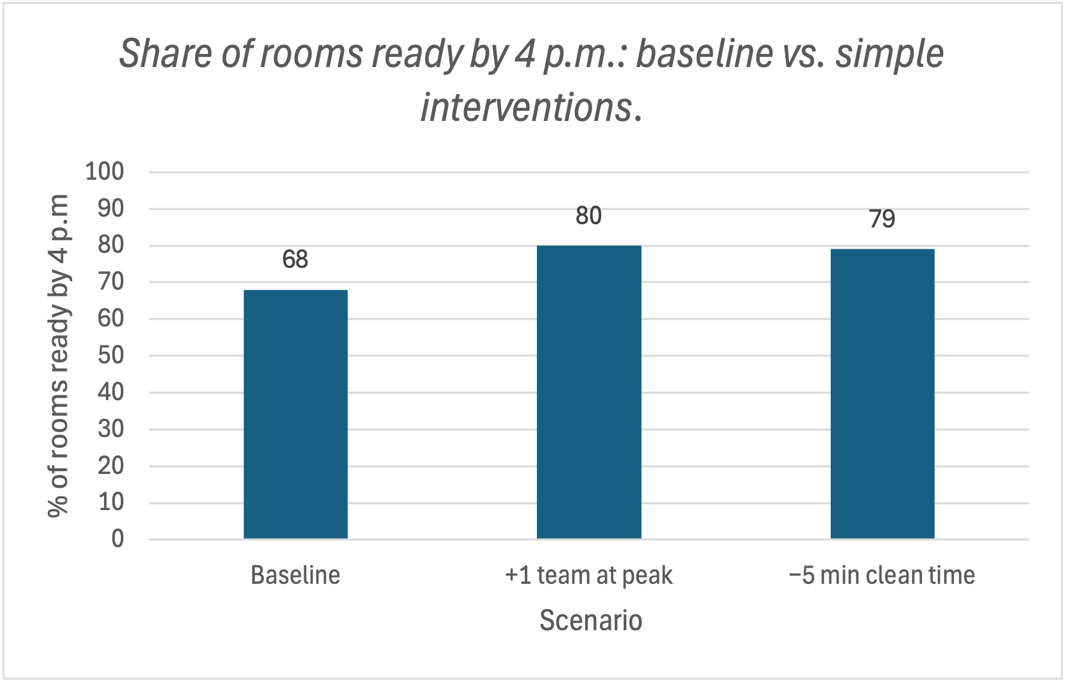 Share of rooms ready by 4 p.m.: baseline vs. simple
interventions.
% of rooms ready by 4 p.m
100
90
80
70
60
50
40
30
20
10
0
68
80
79
Baseline
+1 team at peak
−5 min clean time
Scenario